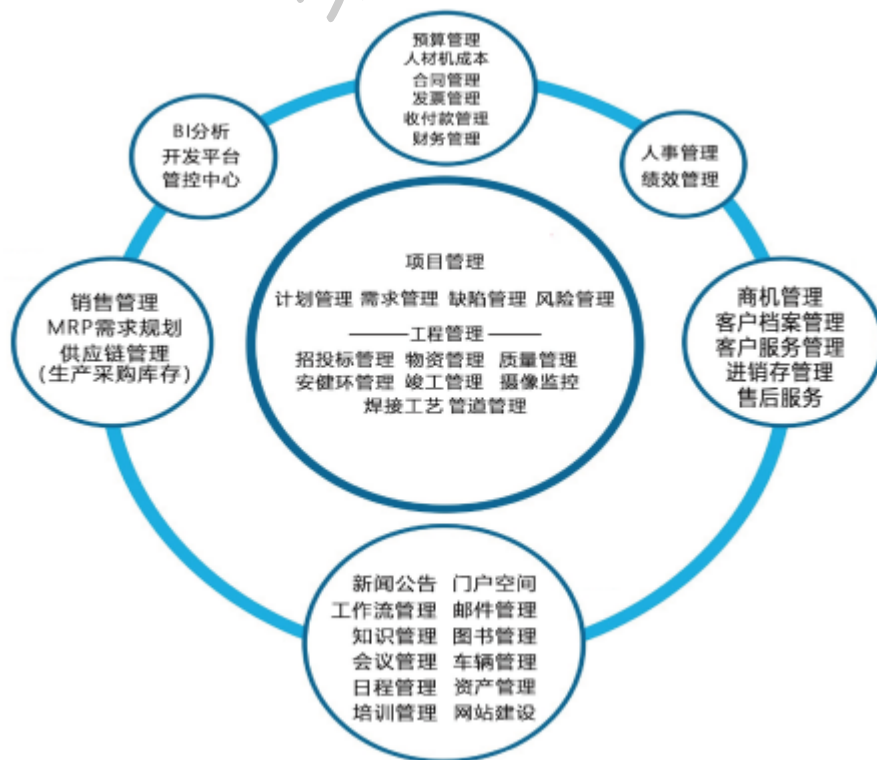 预算管理
人材机成本
合同管理
发票管理
收付款管理
财务管理
BI分析
开发平台
管控中心
人事管理
绩效管理
项目管理
计划管理 需求管理 缺陷管理 风险管理
工程管理
招投标管理 物资管理 质量管理
安健环管理 竣工管理 摄像监控
焊接工艺 管道管理
销售管理
MRP需求规划
供应链管理
(生产采购库存)
商机管理
客户档案管理
客户服务管理
进销存管理
售后服务
新闻公告 门户空间
工作流管理 邮件管理
知识管理 图书管理
会议管理 车辆管理
日程管理 资产管理
培训管理 网站建设